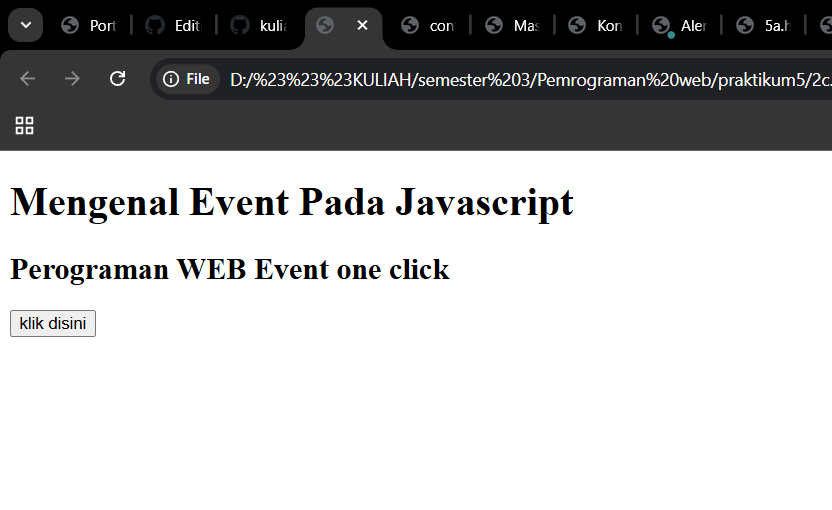 Port
Edit
kulia
con
Mas
Kon
Aler
5a.h
File
D:/%23%23%23KULIAH/semester%203/Pemrograman%20web/praktikum5/2c.
Mengenal Event Pada Javascript
Perograman WEB Event one click
klik disini